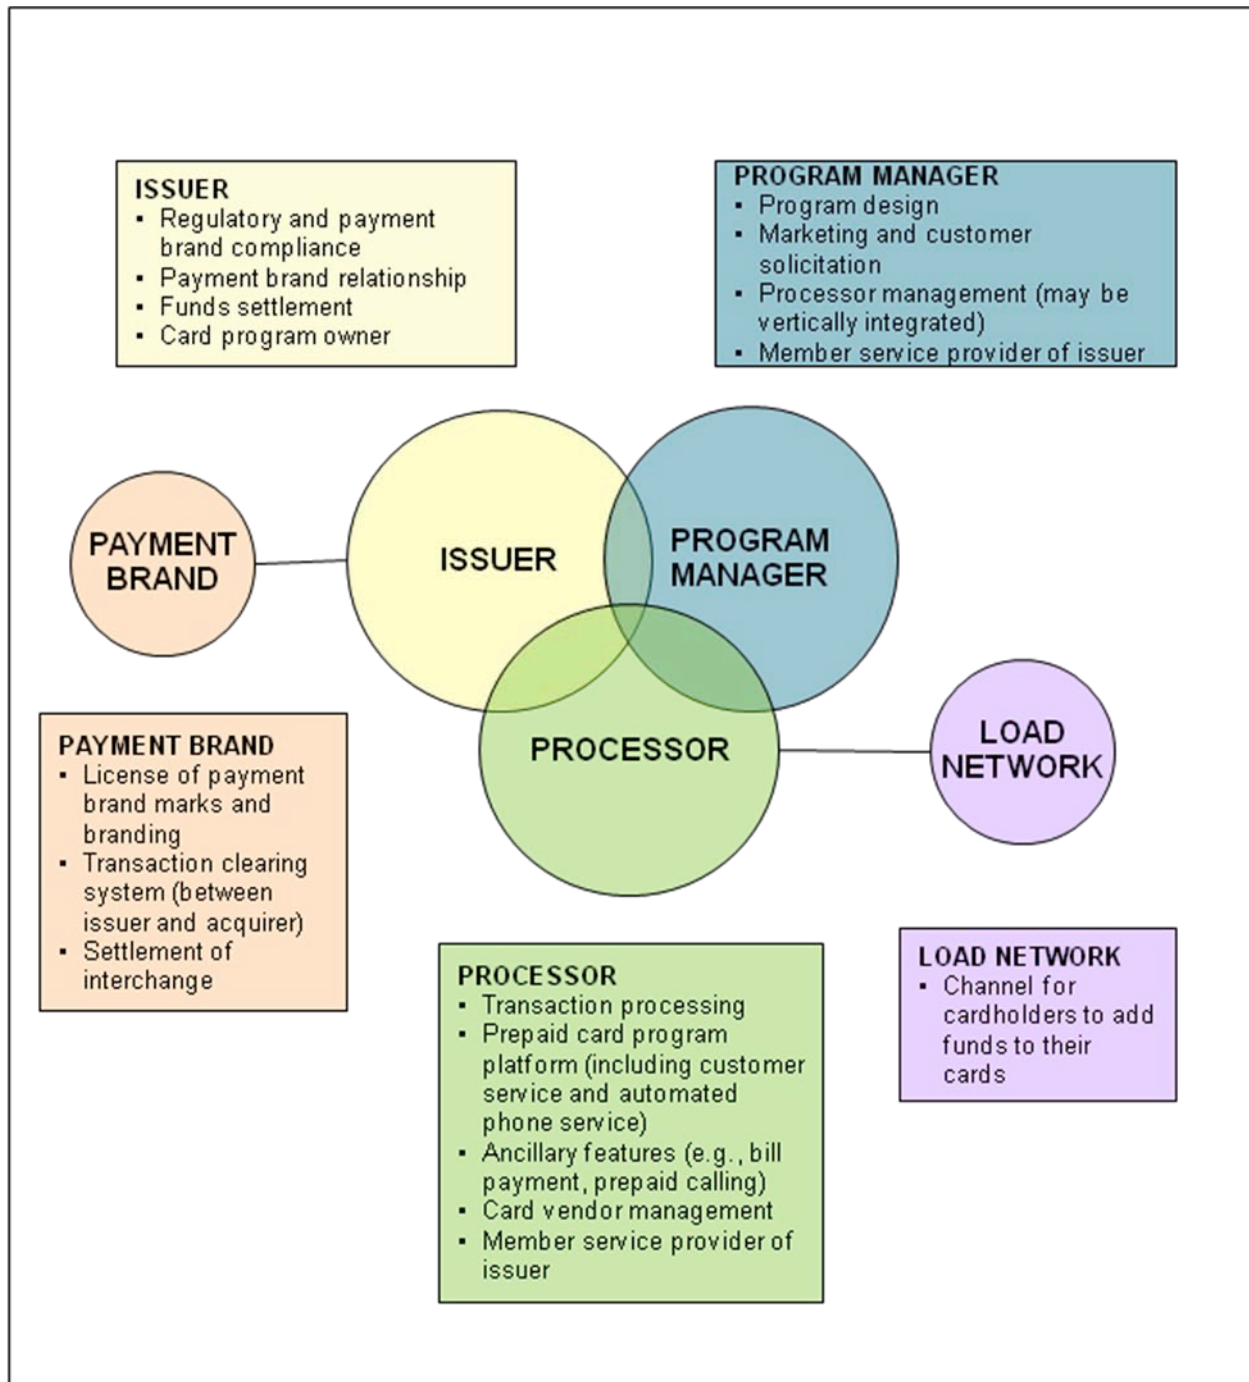 ISSUER
▪ Regulatory and payment
brand compliance
▪ Payment brand relationship
▪ Funds settlement
▪ Card program owner
PROGRAM MANAGER
▪ Program design
▪ Marketing and customer
solicitation
▪ Processor management (may be
vertically integrated)
▪ Member service provider of issuer
PAYMENT
BRAND
ISSUER
PROGRAM
MANAGER
PROCESSOR
LOAD
NETWORK
PAYMENT BRAND
▪ License of payment
brand marks and
branding
▪ Transaction clearing
system (between
issuer and acquirer)
▪ Settlement of
interchange
PROCESSOR
▪ Transaction processing
▪ Prepaid card program
platform (including customer
service and automated
phone service)
▪ Ancillary features (e.g., bill
payment, prepaid calling)
▪ Card vendor management
▪ Member service provider of
issuer
LOAD NETWORK
▪ Channel for
cardholders to add
funds to their
cards